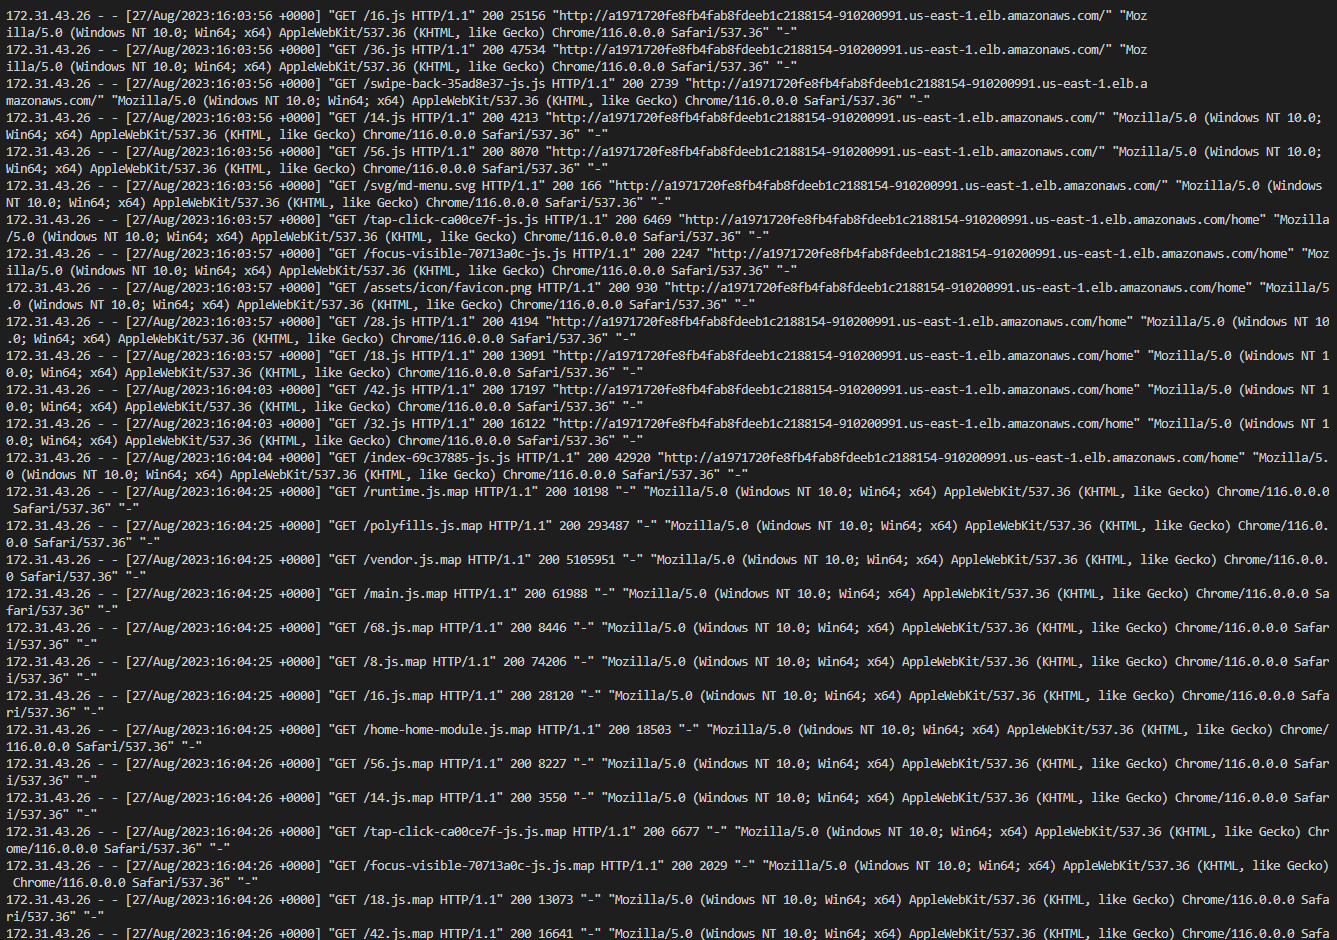 172.31.43.26 - - [27/Aug/2023:16:03:56 +0000] "GET /16.js HTTP/1.1" 200 25156 "http://a1971720fe8fb4fab8fdeeb1c2188154-910200991.us-east-1.elb.amazonaws.com/" "Moz
illa/5.0 (Windows NT 10.0; Win64; x64) AppleWebKit/537.36 (KHTML, like Gecko) Chrome/116.0.0.0 Safari/537.36" "-"
172.31.43.26 - - [27/Aug/2023:16:03:56 +0000] "GET /36.js HTTP/1.1" 200 47534 "http://a1971720fe8fb4fab8fdeeb1c2188154-910200991.us-east-1.elb.amazonaws.com/" "Moz
illa/5.0 (Windows NT 10.0; Win64; x64) AppleWebKit/537.36 (KHTML, like Gecko) Chrome/116.0.0.0 Safari/537.36" "-"
172.31.43.26 - - [27/Aug/2023:16:03:56 +0000] "GET /swipe-back-35ad8e37-js.js HTTP/1.1" 200 2739 "http://a1971720fe8fb4fab8fdeeb1c2188154-910200991.us-east-1.elb.a
mazonaws.com/" "Mozilla/5.0 (Windows NT 10.0; Win64; x64) AppleWebKit/537.36 (KHTML, like Gecko) Chrome/116.0.0.0 Safari/537.36" "-"
172.31.43.26 - - [27/Aug/2023:16:03:56 +0000] "GET /14.js HTTP/1.1" 200 4213 "http://a1971720fe8fb4fab8fdeeb1c2188154-910200991.us-east-1.elb.amazonaws.com/" "Mozilla/5.0 (Windows NT 10.0;
Win64; x64) AppleWebKit/537.36 (KHTML, like Gecko) Chrome/116.0.0.0 Safari/537.36" "-"
172.31.43.26 - - [27/Aug/2023:16:03:56 +0000] "GET /56.js HTTP/1.1" 200 8070 "http://a1971720fe8fb4fab8fdeeb1c2188154-910200991.us-east-1.elb.amazonaws.com/" "Mozilla/5.0 (Windows NT 10.0;
Win64; x64) AppleWebKit/537.36 (KHTML, like Gecko) Chrome/116.0.0.0 Safari/537.36" "-"
172.31.43.26 - - [27/Aug/2023:16:03:56 +0000] "GET /svg/md-menu.svg HTTP/1.1" 200 166 "http://a1971720fe8fb4fab8fdeeb1c2188154-910200991.us-east-1.elb.amazonaws.com/" "Mozilla/5.0 (Windows
NT 10.0; Win64; x64) AppleWebKit/537.36 (KHTML, like Gecko) Chrome/116.0.0.0 Safari/537.36" "-"
172.31.43.26 - - [27/Aug/2023:16:03:57 +0000] "GET /tap-click-ca00ce7f-js.js HTTP/1.1" 200 6469 "http://a1971720fe8fb4fab8fdeeb1c2188154-910200991.us-east-1.elb.amazonaws.com/home" "Mozilla
/5.0 (Windows NT 10.0; Win64; x64) AppleWebKit/537.36 (KHTML, like Gecko) Chrome/116.0.0.0 Safari/537.36" "-"
172.31.43.26 - - [27/Aug/2023:16:03:57 +0000] "GET /focus-visible-70713a0c-js.js HTTP/1.1" 200 2247 "http://a1971720fe8fb4fab8fdeeb1c2188154-910200991.us-east-1.elb.amazonaws.com/home" "Moz
illa/5.0 (Windows NT 10.0; Win64; x64) AppleWebKit/537.36 (KHTML, like Gecko) Chrome/116.0.0.0 Safari/537.36" "-"
172.31.43.26 - - [27/Aug/2023:16:03:57 +0000] "GET /assets/icon/favicon.png HTTP/1.1" 200 930 "http://a1971720fe8fb4fab8fdeeb1c2188154-910200991.us-east-1.elb.amazonaws.com/home" "Mozilla/5
.0 (Windows NT 10.0; Win64; x64) AppleWebKit/537.36 (KHTML, like Gecko) Chrome/116.0.0.0 Safari/537.36" "-"
172.31.43.26 - - [27/Aug/2023:16:03:57 +0000] "GET /28.js HTTP/1.1" 200 4194 "http://a1971720fe8fb4fab8fdeeb1c2188154-910200991.us-east-1.elb.amazonaws.com/home" "Mozilla/5.0 (Windows NT 10
.0; Win64; x64) AppleWebKit/537.36 (KHTML, like Gecko) Chrome/116.0.0.0 Safari/537.36" "-"
172.31.43.26 - - [27/Aug/2023:16:03:57 +0000] "GET /18.js HTTP/1.1" 200 13091 "http://a1971720fe8fb4fab8fdeeb1c2188154-910200991.us-east-1.elb.amazonaws.com/home" "Mozilla/5.0 (Windows NT 1
0.0; Win64; x64) AppleWebKit/537.36 (KHTML, like Gecko) Chrome/116.0.0.0 Safari/537.36" "-"
172.31.43.26 - - [27/Aug/2023:16:04:03 +0000] "GET /42.js HTTP/1.1" 200 17197 "http://a1971720fe8fb4fab8fdeeb1c2188154-910200991.us-east-1.elb.amazonaws.com/home" "Mozilla/5.0 (Windows NT 1
0.0; Win64; x64) AppleWebKit/537.36 (KHTML, like Gecko) Chrome/116.0.0.0 Safari/537.36" "-"
172.31.43.26 - - [27/Aug/2023:16:04:03 +0000] "GET /32.js HTTP/1.1" 200 16122 "http://a1971720fe8fb4fab8fdeeb1c2188154-910200991.us-east-1.elb.amazonaws.com/home" "Mozilla/5.0 (Windows NT 1
0.0; Win64; x64) AppleWebKit/537.36 (KHTML, like Gecko) Chrome/116.0.0.0 Safari/537.36" "-"
172.31.43.26 - - [27/Aug/2023:16:04:04 +0000] "GET /index-69c37885-js.js HTTP/1.1" 200 42920 "http://a1971720fe8fb4fab8fdeeb1c2188154-910200991.us-east-1.elb.amazonaws.com/home" "Mozilla/5.
0 (Windows NT 10.0; Win64; x64) AppleWebKit/537.36 (KHTML, like Gecko) Chrome/116.0.0.0 Safari/537.36" "-"
172.31.43.26 - - [27/Aug/2023:16:04:25 +0000] "GET /runtime.js.map HTTP/1.1" 200 10198 "-" "Mozilla/5.0 (Windows NT 10.0; Win64; x64) AppleWebKit/537.36 (KHTML, like Gecko) Chrome/116.0.0.0
 Safari/537.36" "-"
172.31.43.26 - - [27/Aug/2023:16:04:25 +0000] "GET /polyfills.js.map HTTP/1.1" 200 293487 "-" "Mozilla/5.0 (Windows NT 10.0; Win64; x64) AppleWebKit/537.36 (KHTML, like Gecko) Chrome/116.0.
0.0 Safari/537.36" "-"
172.31.43.26 - - [27/Aug/2023:16:04:25 +0000] "GET /vendor.js.map HTTP/1.1" 200 5105951 "-" "Mozilla/5.0 (Windows NT 10.0; Win64; x64) AppleWebKit/537.36 (KHTML, like Gecko) Chrome/116.0.0.
0 Safari/537.36" "-"
172.31.43.26 - - [27/Aug/2023:16:04:25 +0000] "GET /main.js.map HTTP/1.1" 200 61988 "-" "Mozilla/5.0 (Windows NT 10.0; Win64; x64) AppleWebKit/537.36 (KHTML, like Gecko) Chrome/116.0.0.0 Sa
fari/537.36" "-"
172.31.43.26 - - [27/Aug/2023:16:04:25 +0000] "GET /68.js.map HTTP/1.1" 200 8446 "-" "Mozilla/5.0 (Windows NT 10.0; Win64; x64) AppleWebKit/537.36 (KHTML, like Gecko) Chrome/116.0.0.0 Safar
i/537.36" "-"
172.31.43.26 - - [27/Aug/2023:16:04:25 +0000] "GET /8.js.map HTTP/1.1" 200 74206 "-" "Mozilla/5.0 (Windows NT 10.0; Win64; x64) AppleWebKit/537.36 (KHTML, like Gecko) Chrome/116.0.0.0 Safar
i/537.36" "-"
172.31.43.26 - - [27/Aug/2023:16:04:25 +0000] "GET /16.js.map HTTP/1.1" 200 28120 "-" "Mozilla/5.0 (Windows NT 10.0; Win64; x64) AppleWebKit/537.36 (KHTML, like Gecko) Chrome/116.0.0.0 Safa
ri/537.36" "-"
172.31.43.26 - - [27/Aug/2023:16:04:25 +0000] "GET /home-home-module.js.map HTTP/1.1" 200 18503 "-" "Mozilla/5.0 (Windows NT 10.0; Win64; x64) AppleWebKit/537.36 (KHTML, like Gecko) Chrome/
116.0.0.0 Safari/537.36" "-"
172.31.43.26 - - [27/Aug/2023:16:04:26 +0000] "GET /56.js.map HTTP/1.1" 200 8227 "-" "Mozilla/5.0 (Windows NT 10.0; Win64; x64) AppleWebKit/537.36 (KHTML, like Gecko) Chrome/116.0.0.0 Safar
i/537.36" "-"
172.31.43.26 - - [27/Aug/2023:16:04:26 +0000] "GET /14.js.map HTTP/1.1" 200 3550 "-" "Mozilla/5.0 (Windows NT 10.0; Win64; x64) AppleWebKit/537.36 (KHTML, like Gecko) Chrome/116.0.0.0 Safar
i/537.36" "-"
172.31.43.26 - - [27/Aug/2023:16:04:26 +0000] "GET /tap-click-ca00ce7f-js.js.map HTTP/1.1" 200 6677 "-" "Mozilla/5.0 (Windows NT 10.0; Win64; x64) AppleWebKit/537.36 (KHTML, like Gecko) Chr
ome/116.0.0.0 Safari/537.36" "-"
172.31.43.26 - - [27/Aug/2023:16:04:26 +0000] "GET /focus-visible-70713a0c-js.js.map HTTP/1.1" 200 2029 "-" "Mozilla/5.0 (Windows NT 10.0; Win64; x64) AppleWebKit/537.36 (KHTML, like Gecko)
 Chrome/116.0.0.0 Safari/537.36" "-"
172.31.43.26 - - [27/Aug/2023:16:04:26 +0000] "GET /18.js.map HTTP/1.1" 200 13073 "-" "Mozilla/5.0 (Windows NT 10.0; Win64; x64) AppleWebKit/537.36 (KHTML, like Gecko) Chrome/116.0.0.0 Safa
ri/537.36" "-"
172.31.43.26 - - [27/Aug/2023:16:04:26 +0000] "GET /42.js.map HTTP/1.1" 200 16641 "-" "Mozilla/5.0 (Windows NT 10.0; Win64; x64) AppleWebKit/537.36 (KHTML, like Gecko) Chrome/116.0.0.0 Safa